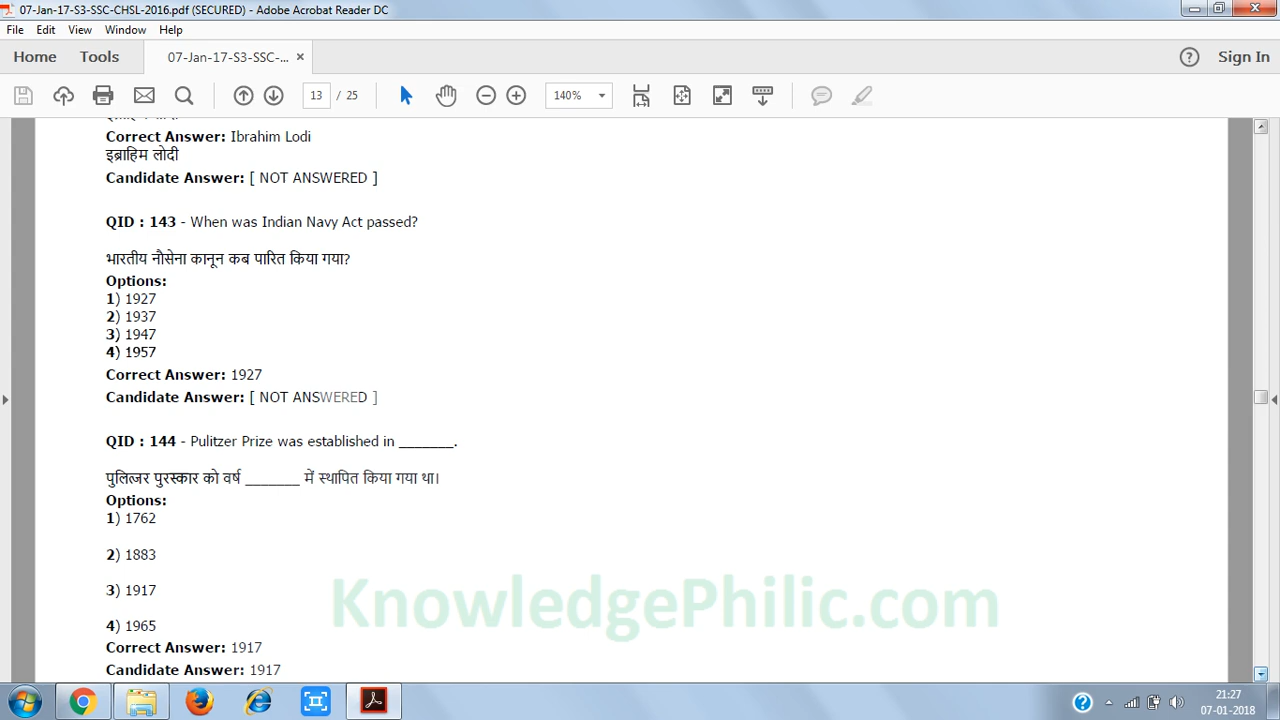 07-Jan-17-S3-SSC-CHSL-2016.pdf (SECURED) - Adobe Acrobat Reader DC
File Edit View Window Help
Home Tools 07-Jan-17-S3-SSC-... × ? Sign In
13 / 25 140%
Correct Answer: Ibrahim Lodi
इब्राहिम लोदी
Candidate Answer: [ NOT ANSWERED ]
QID : 143 - When was Indian Navy Act passed?
भारतीय नौसेना कानून कब पारित किया गया?
Options:
1) 1927
2) 1937
3) 1947
4) 1957
Correct Answer: 1927
Candidate Answer: [ NOT ANSWERED ]
QID : 144 - Pulitzer Prize was established in _______.
पुलित्जर पुरस्कार को वर्ष _______ में स्थापित किया गया था।
Options:
1) 1762
2) 1883
3) 1917
4) 1965
KnowledgePhilic.com
Correct Answer: 1917
Candidate Answer: 1917
21:27
07-01-2018